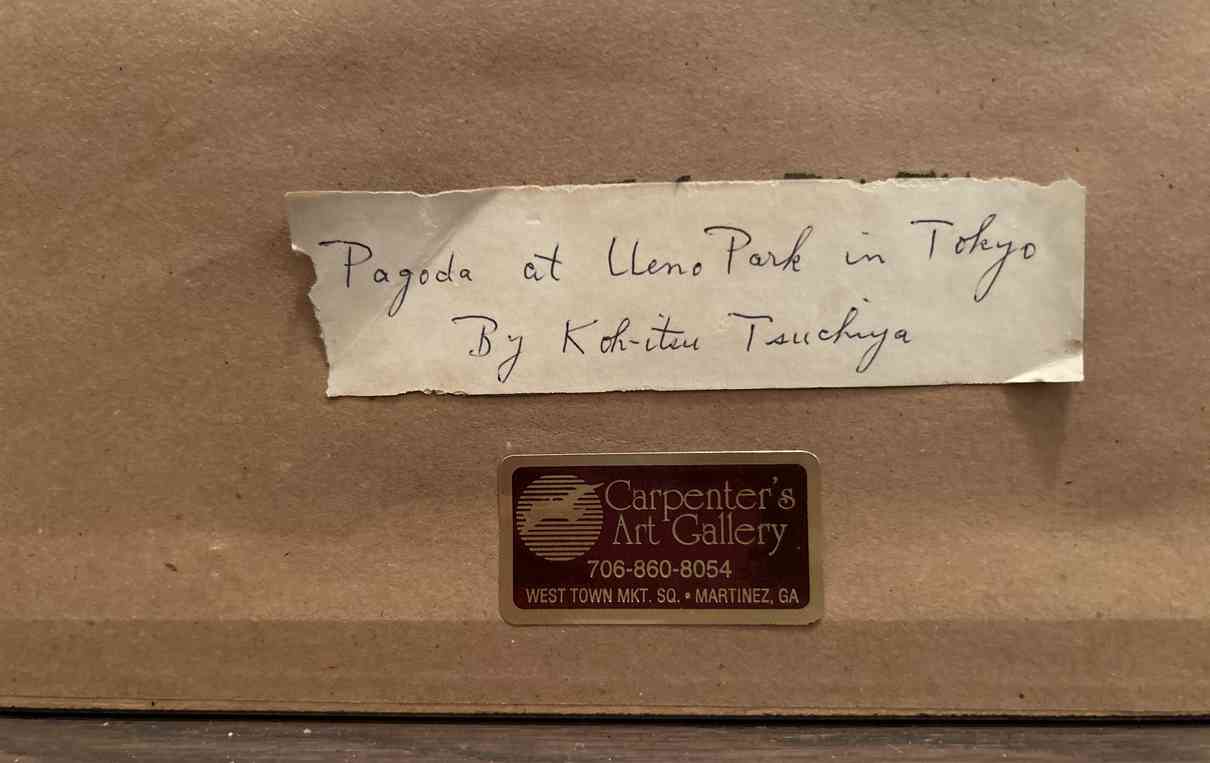 Pagoda at Ueno Park in Tokyo
By Koh-itsu Tsuchiya
Carpenter's
Art Gallery
706-860-8054
WEST TOWN MKT. SQ. • MARTINEZ, GA